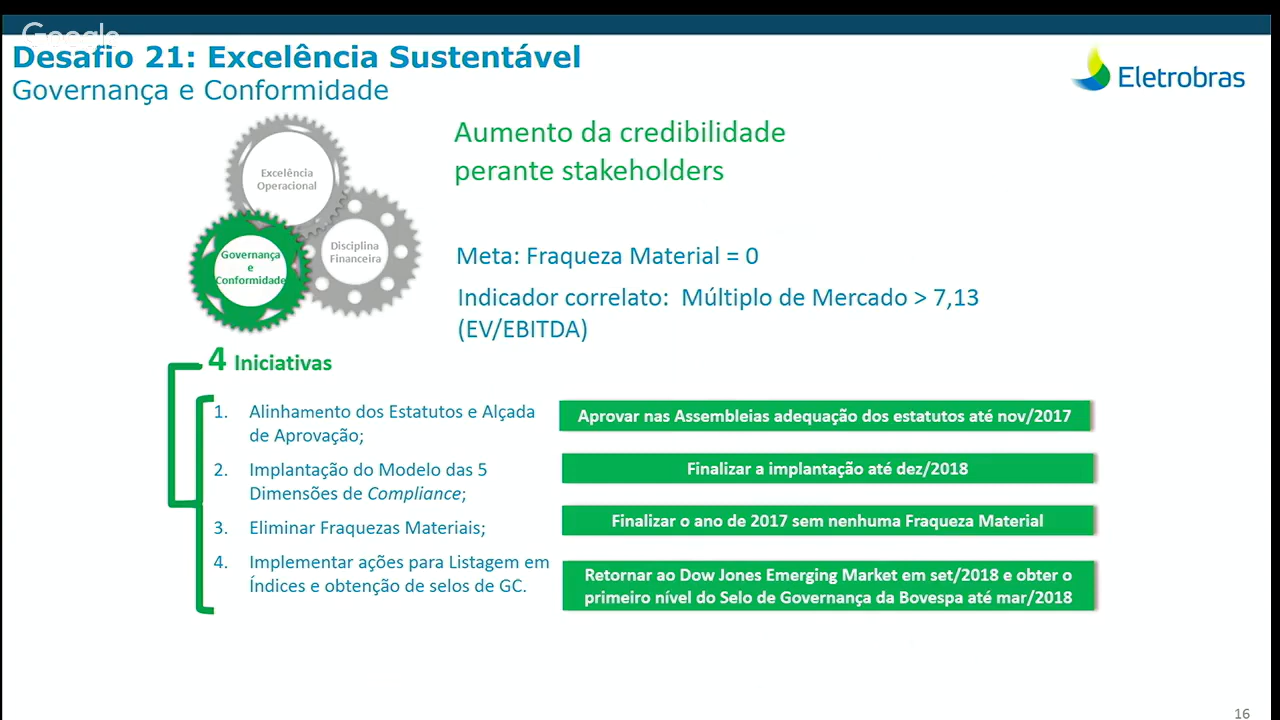 Google
Desafio 21: Excelência Sustentável
Governança e Conformidade
Eletrobras
Excelência
Operacional
Governança
e
Conformidade
Disciplina
Financeira
Aumento da credibilidade
perante stakeholders
Meta: Fraqueza Material = 0
Indicador correlato: Múltiplo de Mercado > 7,13
(EV/EBITDA)
4 Iniciativas
1. Alinhamento dos Estatutos e Alçada
de Aprovação;
Aprovar nas Assembleias adequação dos estatutos até nov/2017
2. Implantação do Modelo das 5
Dimensões de Compliance;
Finalizar a implantação até dez/2018
3. Eliminar Fraquezas Materiais;
Finalizar o ano de 2017 sem nenhuma Fraqueza Material
4. Implementar ações para Listagem em
Índices e obtenção de selos de GC.
Retornar ao Dow Jones Emerging Market em set/2018 e obter o
primeiro nível do Selo de Governança da Bovespa até mar/2018
16